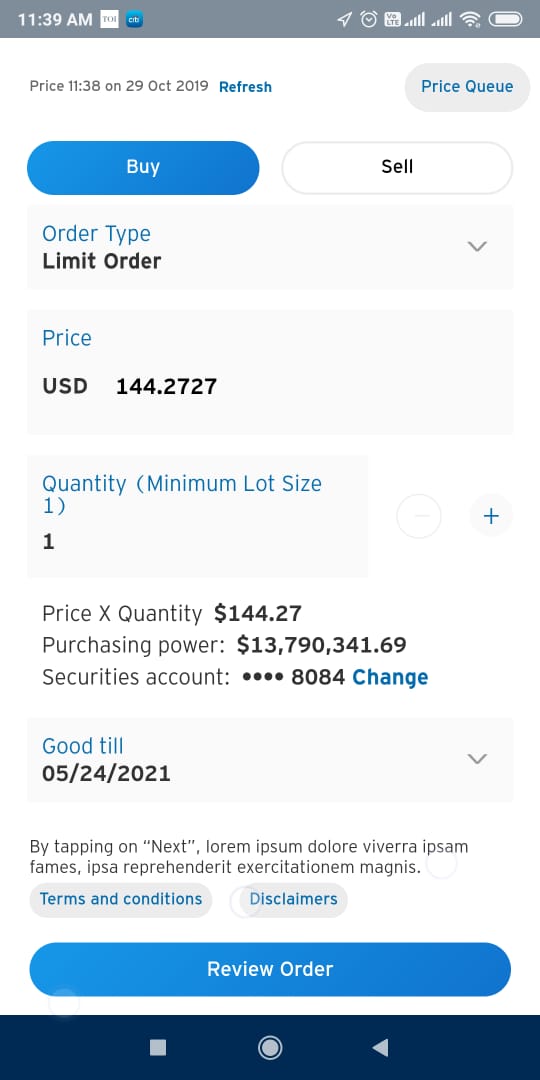 11:39 AM TOI citi VO LTE
Price 11:38 on 29 Oct 2019 Refresh
Price Queue
Buy
Sell
Order Type
Limit Order
Price
USD 144.2727
Quantity (Minimum Lot Size
1)
1
Price X Quantity $144.27
Purchasing power: $13,790,341.69
Securities account: •••• 8084 Change
Good till
05/24/2021
By tapping on “Next”, lorem ipsum dolore viverra ipsam
fames, ipsa reprehenderit exercitationem magnis.
Terms and conditions
Disclaimers
Review Order